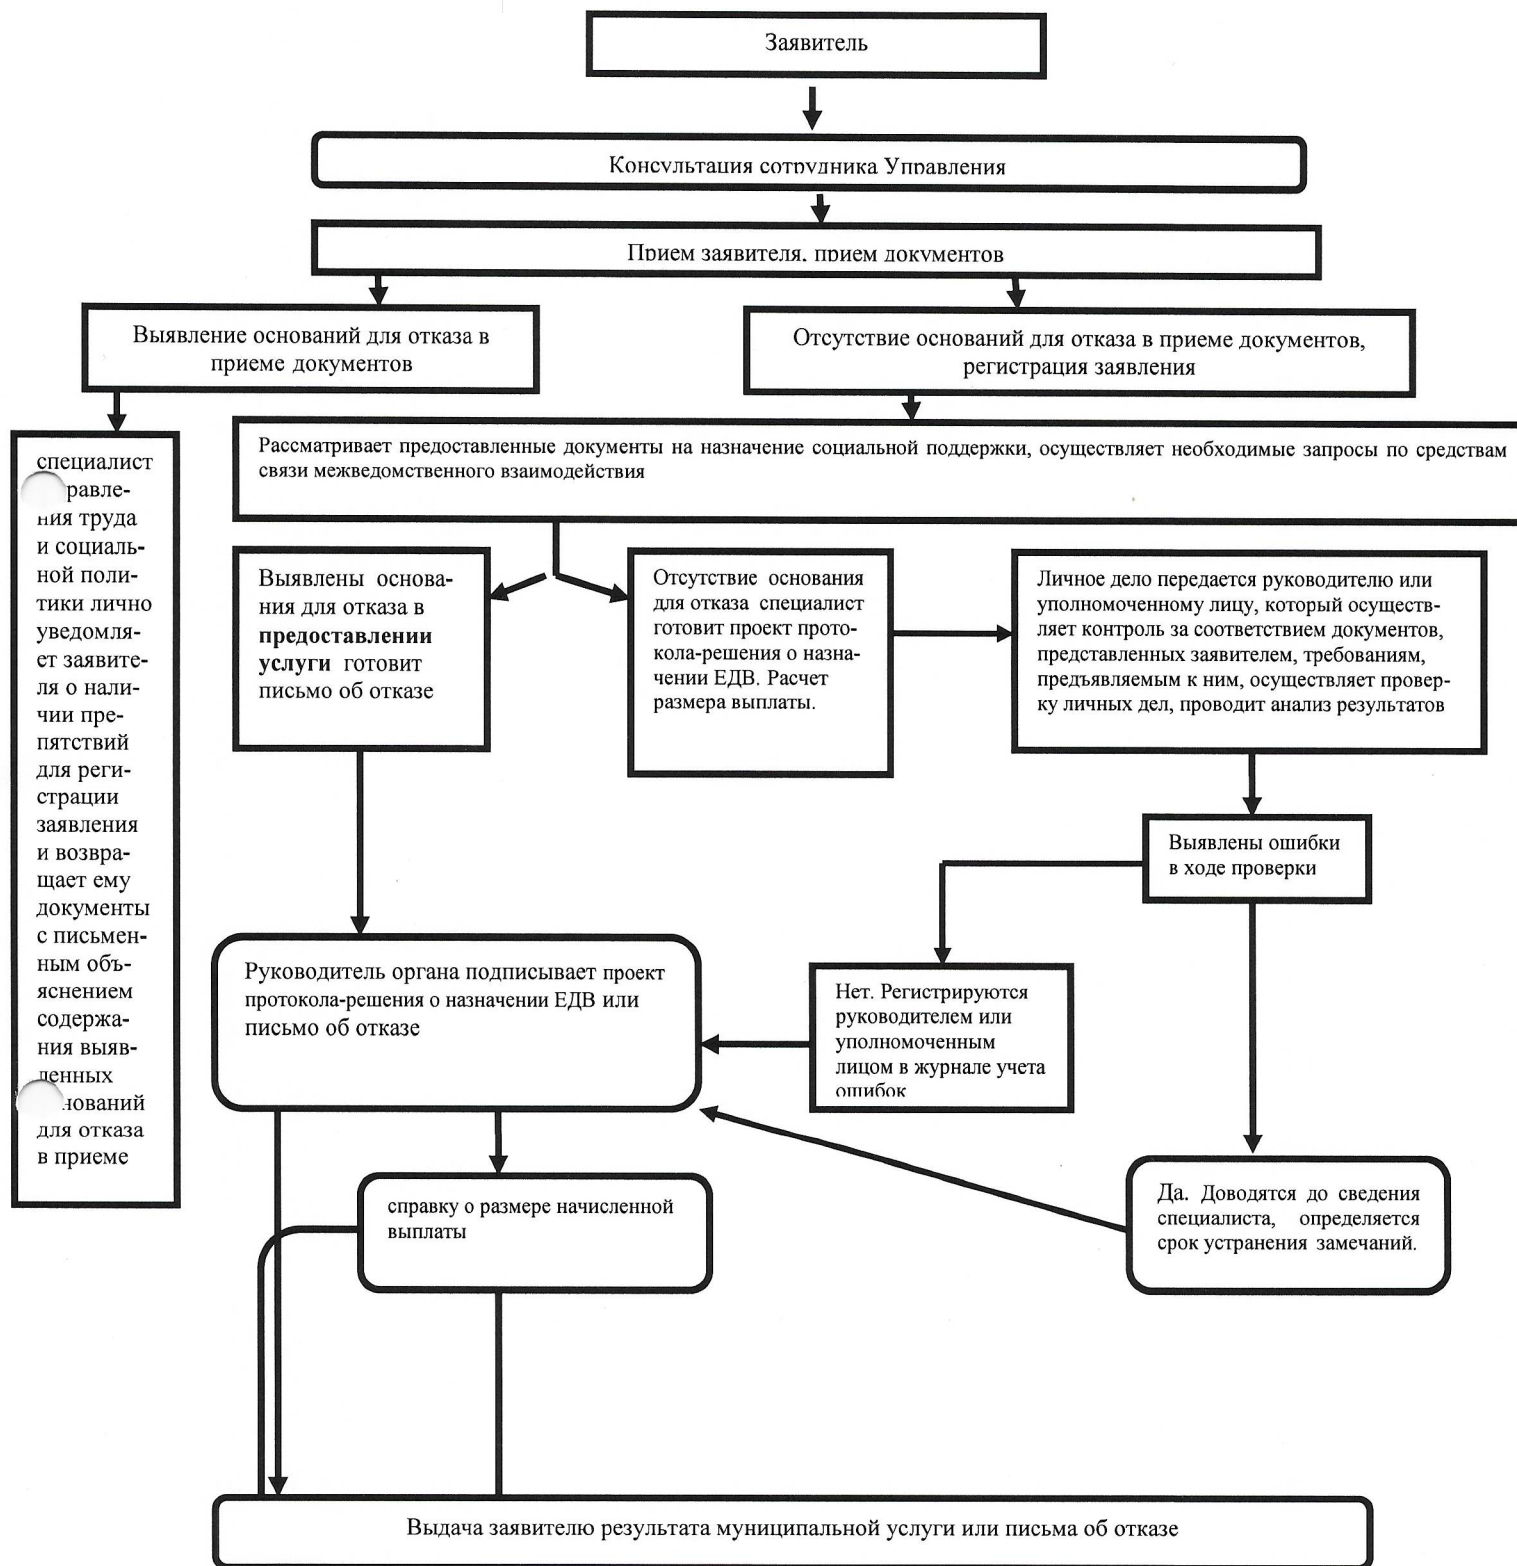 Заявитель
Консультация сотрудника Управления
Прием заявителя, прием документов
Выявление оснований для отказа в
приеме документов
Отсутствие оснований для отказа в приеме документов,
регистрация заявления
специалист
равле-
ния труда
и социаль-
ной поли-
тики лично
уведомля-
ет заявите-
ля о нали-
чии пре-
пятствий
для реги-
страции
заявления
и возвра-
щает ему
документы
с письмен-
ным объ-
яснением
содержа-
ния выяв-
ленных
нований
для отказа
в приеме
Рассматривает предоставленные документы на назначение социальной поддержки, осуществляет необходимые запросы по средствам
связи межведомственного взаимодействия
Выявлены основа-
ния для отказа в
предоставлении
услуги готовит
письмо об отказе
Отсутствие основания
для отказа специалист
готовит проект прото-
кола-решения о назна-
чении ЕДВ. Расчет
размера выплаты.
Личное дело передается руководителю или
уполномоченному лицу, который осуществ-
ляет контроль за соответствием документов,
представленных заявителем, требованиям,
предъявляемым к ним, осуществляет провер-
ку личных дел, проводит анализ результатов
Выявлены ошибки
в ходе проверки
Руководитель органа подписывает проект
протокола-решения о назначении ЕДВ или
письмо об отказе
Нет. Регистрируются
руководителем или
уполномоченным
лицом в журнале учета
ошибок
Да. Доводятся до сведения
специалиста, определяется
срок устранения замечаний.
справку о размере начисленной
выплаты
Выдача заявителю результата муниципальной услуги или письма об отказе